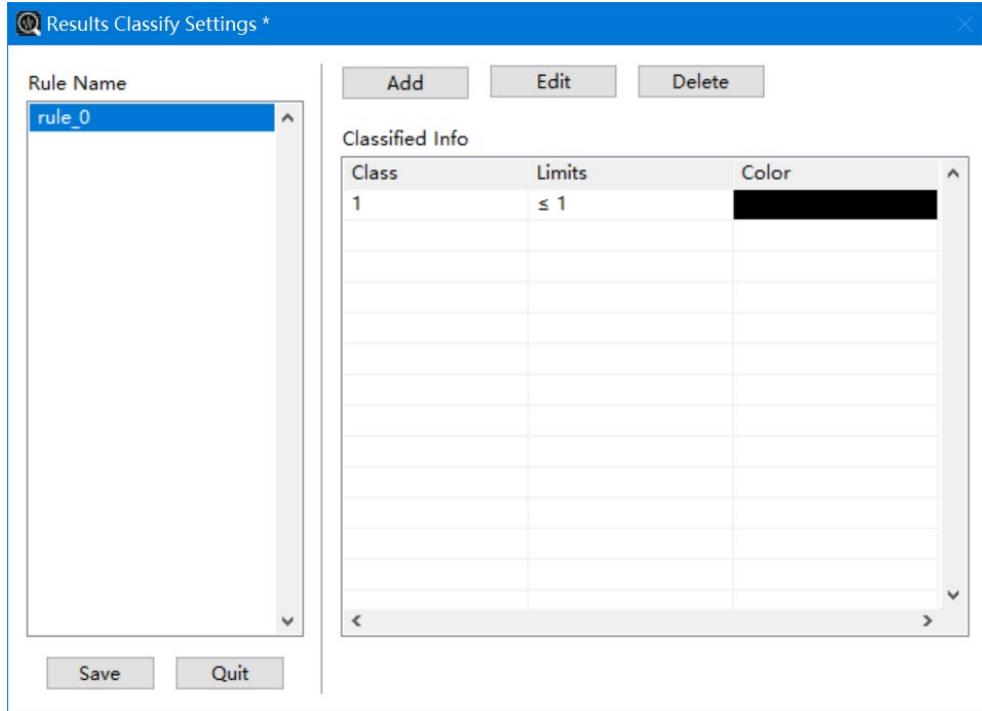 Results Classify Settings *
Rule Name
rule_0
Save Quit
Add Edit Delete
Classified Info
Class Limits Color
1 ≤ 1